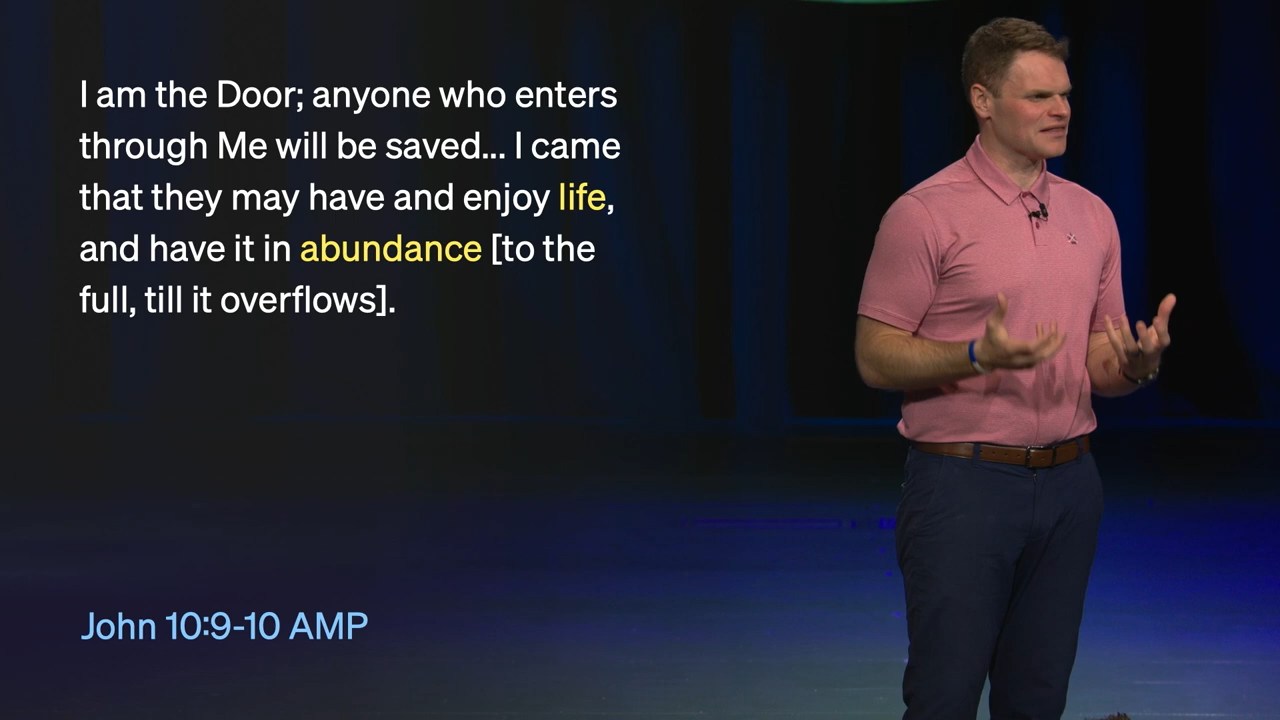 I am the Door; anyone who enters
through Me will be saved... I came
that they may have and enjoy life,
and have it in abundance [to the
full, till it overflows].
John 10:9-10 AMP